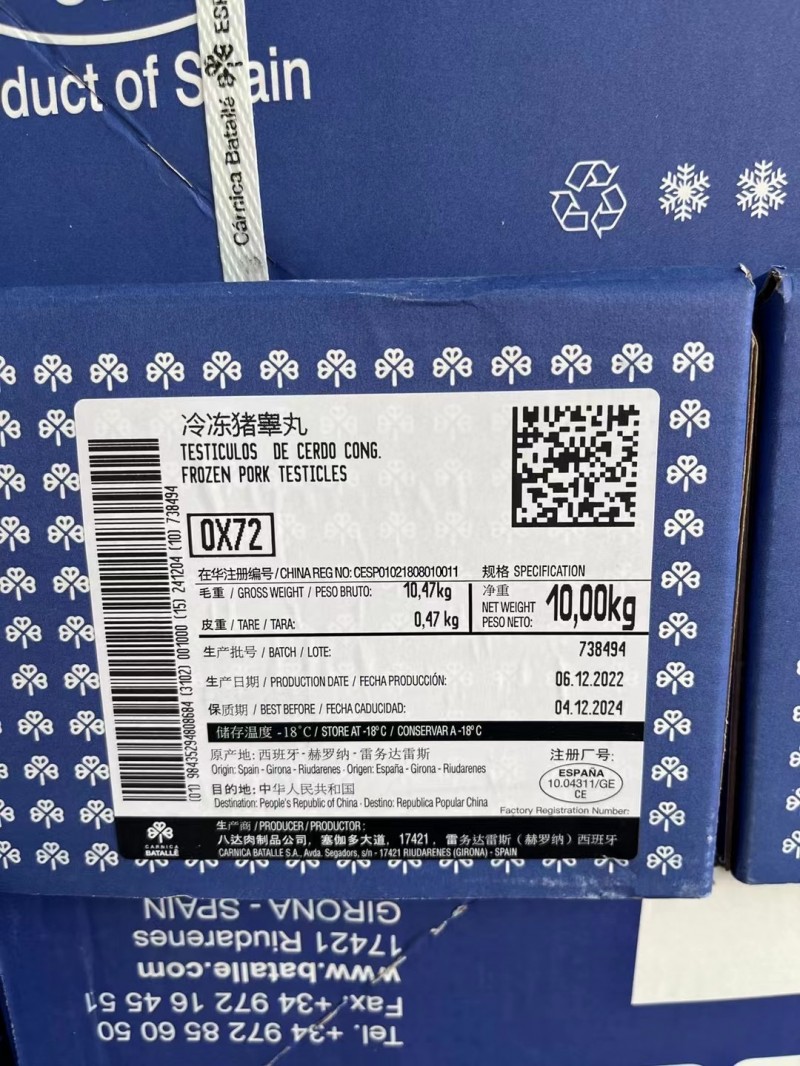 duct of S ain
Cárnica Batallé
冷冻猪睾丸
TESTICULOS DE CERDO CONG.
FROZEN PORK TESTICLES
0X72
在华注册编号/CHINA REG NO: CESP01021808010011
规格 SPECIFICATION
毛重 / GROSS WEIGHT / PESO BRUTO: 10,47kg
皮重 / TARE / TARA: 0,47 kg
净重
NET WEIGHT
PESO NETO: 10,00kg
生产批号 / BATCH / LOTE: 738494
生产日期 / PRODUCTION DATE / FECHA PRODUCCIÓN: 06.12.2022
保质期 / BEST BEFORE / FECHA CADUCIDAD: 04.12.2024
储存温度 -18°C / STORE AT -18°C / CONSERVAR A -18°C
原产地: 西班牙 - 赫罗纳 - 雷务达雷斯
Origin: Spain - Girona - Riudarenes - Origen: España - Girona - Riudarenes
目的地: 中华人民共和国
Destination: People's Republic of China - Destino: Republica Popular China
注册厂号:
ESPAÑA
10.04311/GE
CE
Factory Registration Number:
生产商 / PRODUCER / PRODUCTOR:
八达肉制品公司, 塞伽多大道, 17421, 雷务达雷斯 (赫罗纳) 西班牙
CARNICA BATALLE S.A., Avda. Segadors, s/n - 17421 RIUDARENES (GIRONA) - SPAIN
CARNICA
BATALLÉ
(01) 98435294808684 (3102) 001000 (15) 241204 (10) 738494
Tel. +34 972 85 60 50
Fax +34 972 16 45 51
www.batalle.com
17421 Riudarenes
GIRONA - SPAIN